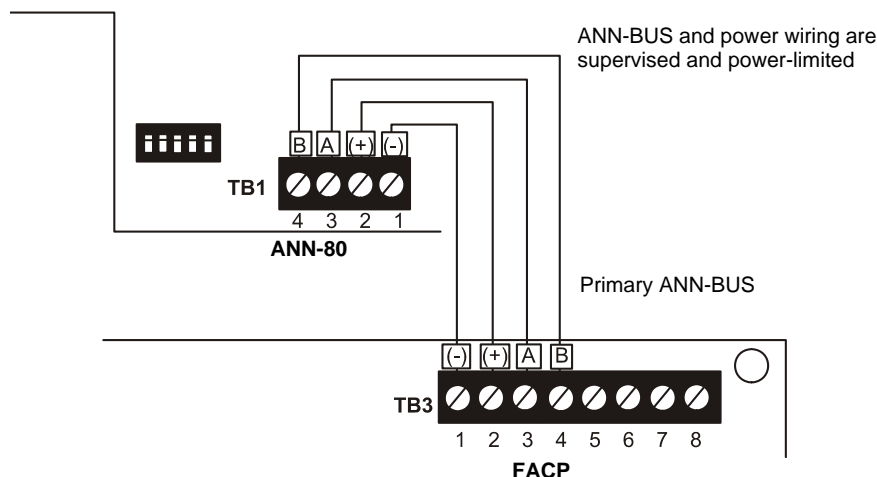 ANN-BUS and power wiring are
supervised and power-limited
B A (+) (-)
TB1
4 3 2 1
ANN-80
Primary ANN-BUS
(-) (+) A B
TB3
1 2 3 4 5 6 7 8
FACP